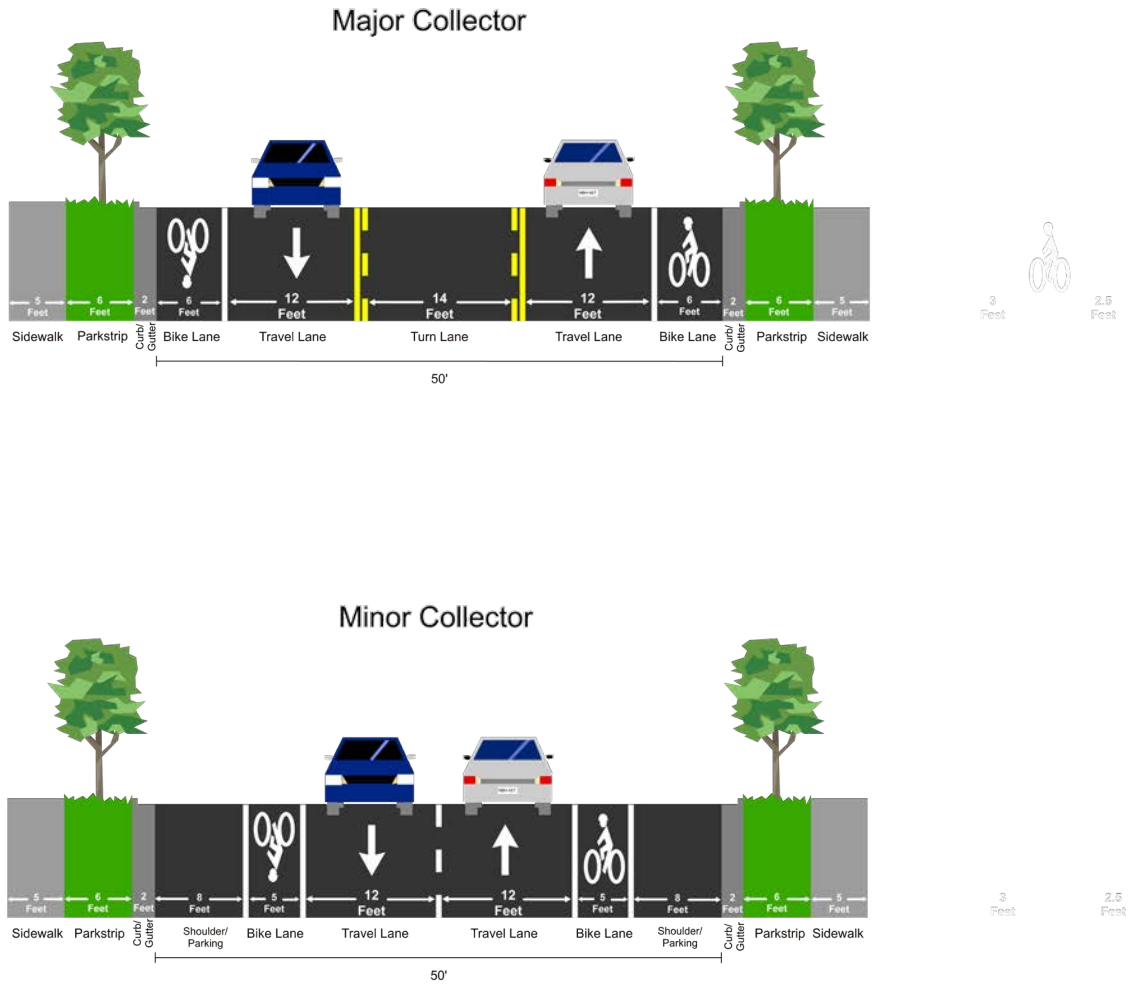 Major Collector
5 6 2 6 12 14 12 6 2 6 5
Feet Feet Feet Feet Feet Feet Feet Feet Feet Feet Feet
3 2.5
Feet Feet
Sidewalk Parkstrip Curb/ Gutter Bike Lane Travel Lane Turn Lane Travel Lane Bike Lane Curb/ Gutter Parkstrip Sidewalk
50'
Minor Collector
5 6 2 8 5 12 12 5 8 2 6 5
Feet Feet Feet Feet Feet Feet Feet Feet Feet Feet Feet Feet
3 2.5
Feet Feet
Sidewalk Parkstrip Curb/ Gutter Shoulder/ Parking Bike Lane Travel Lane Travel Lane Bike Lane Shoulder/ Parking Curb/ Gutter Parkstrip Sidewalk
50'